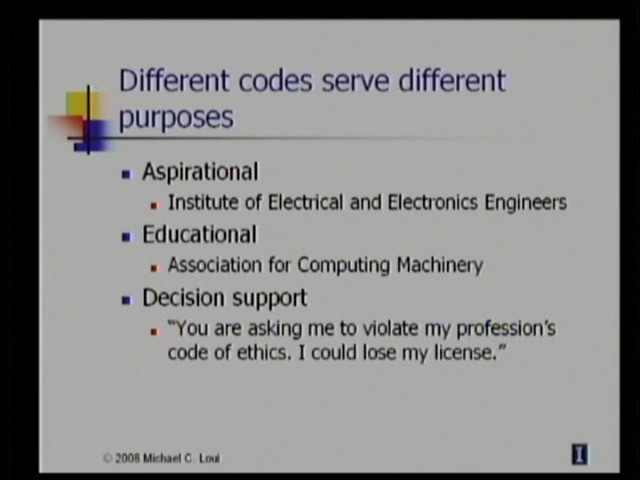 Different codes serve different
purposes
Aspirational
Institute of Electrical and Electronics Engineers
Educational
Association for Computing Machinery
Decision support
“You are asking me to violate my profession’s
code of ethics. I could lose my license.”
© 2008 Michael C. Loui
I